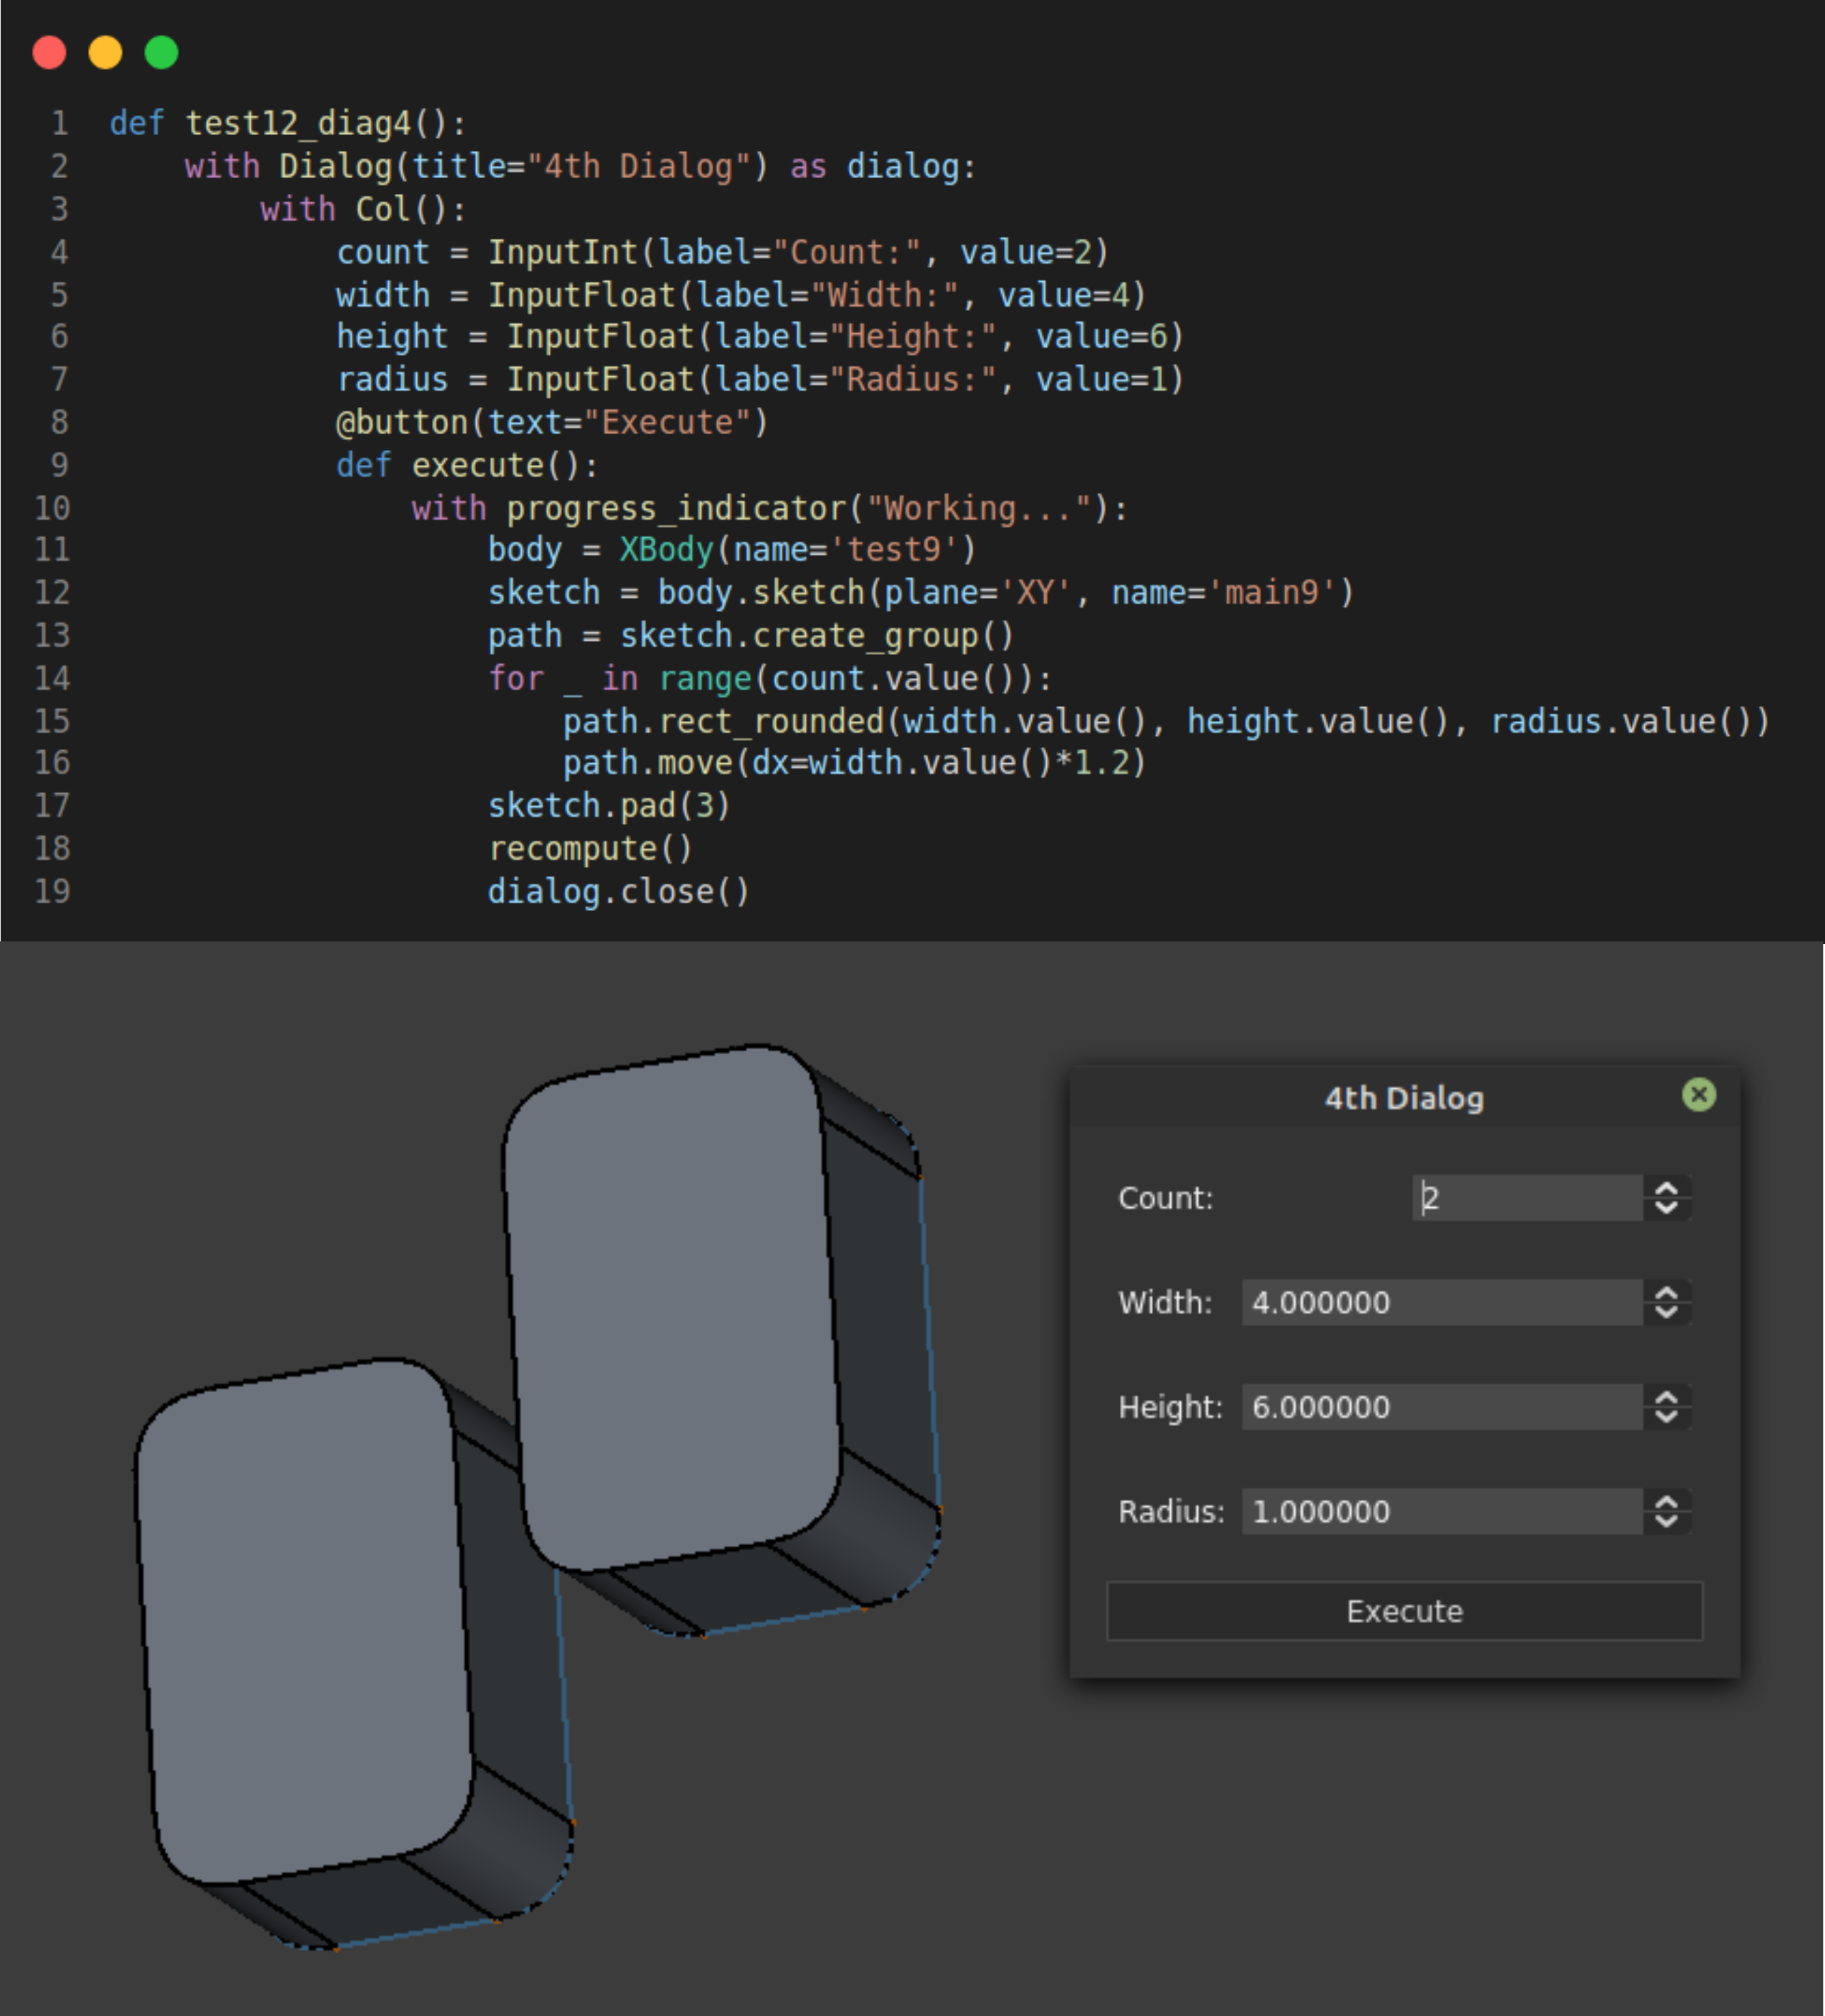 1 def test12_diag4():
2     with Dialog(title="4th Dialog") as dialog:
3         with Col():
4             count = InputInt(label="Count:", value=2)
5             width = InputFloat(label="Width:", value=4)
6             height = InputFloat(label="Height:", value=6)
7             radius = InputFloat(label="Radius:", value=1)
8             @button(text="Execute")
9             def execute():
10                 with progress_indicator("Working..."):
11                     body = XBody(name='test9')
12                     sketch = body.sketch(plane='XY', name='main9')
13                     path = sketch.create_group()
14                     for _ in range(count.value()):
15                         path.rect_rounded(width.value(), height.value(), radius.value())
16                         path.move(dx=width.value()*1.2)
17                     sketch.pad(3)
18                     recompute()
19                     dialog.close()
4th Dialog
Count: 2
Width: 4.000000
Height: 6.000000
Radius: 1.000000
Execute